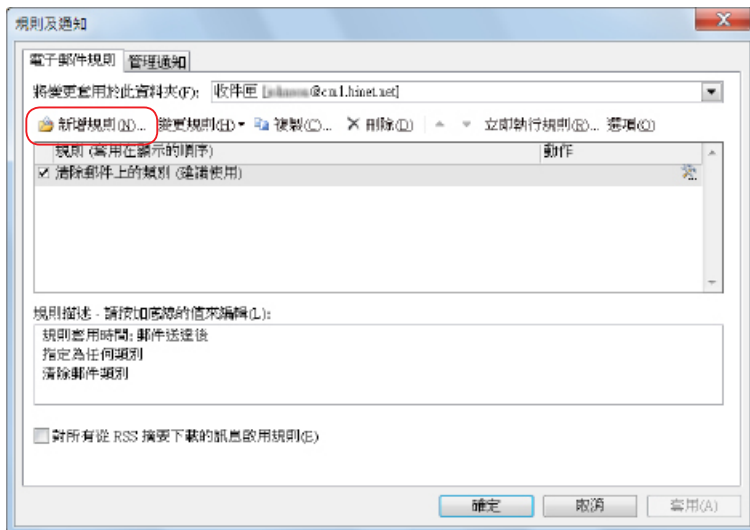 規則及通知
電子郵件規則 管理通知
將變更套用於此資料夾(F): 收件匣 [ @cm1.hinet.net]
新增規則(N)... 變更規則(H) 複製(C)... 刪除(D) 立即執行規則(R)... 選項(O)
規則 (套用在顯示的順序) 動作
清除郵件上的類別 (建議使用)
規則描述 - 請按加底線的值來編輯(L):
規則套用時間: 郵件送達後
指定為任何類別
清除郵件類別
對所有從 RSS 摘要下載的訊息啟用規則(E)
確定 取消 套用(A)